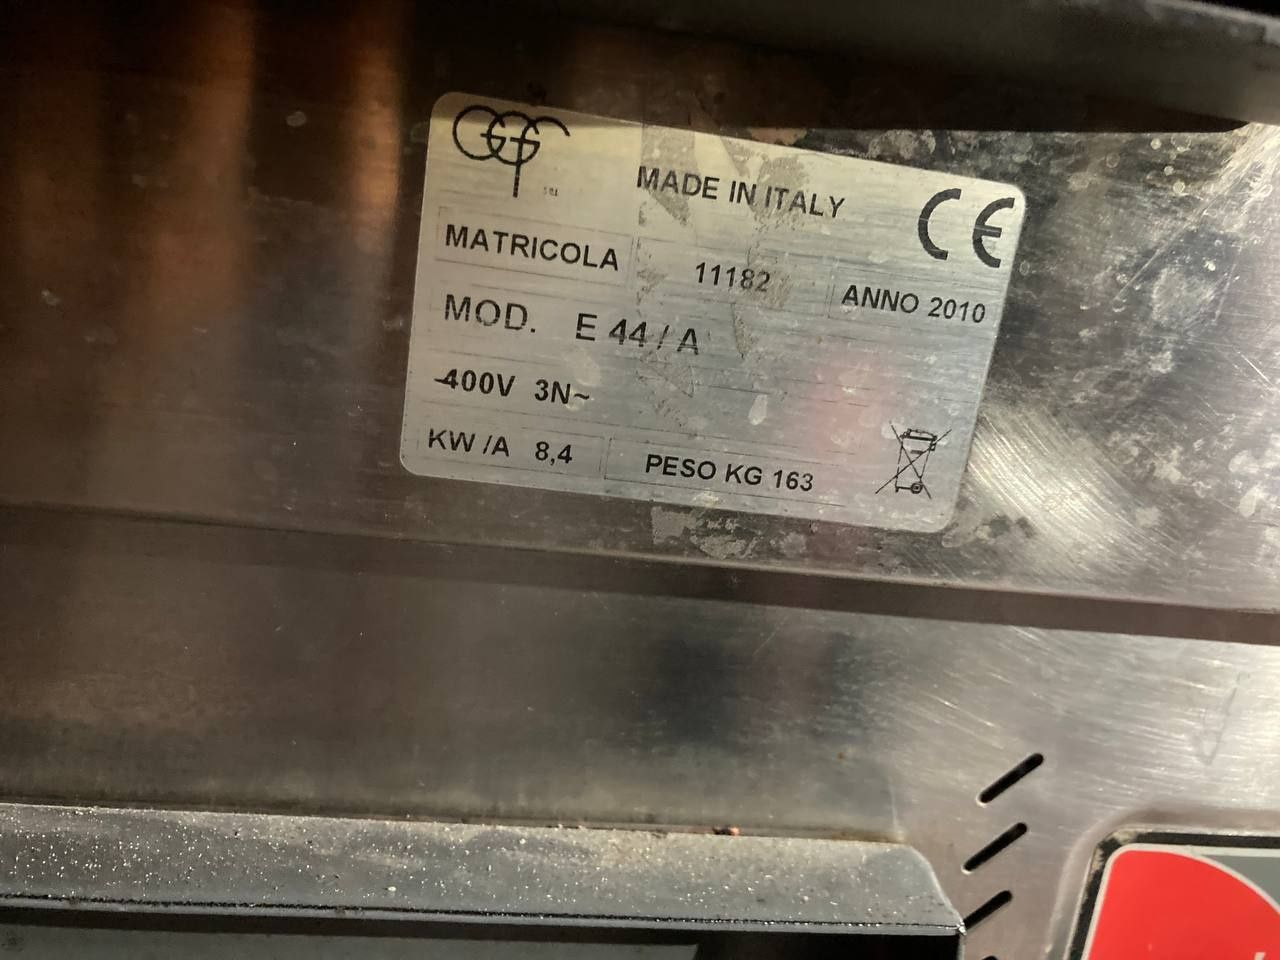 GGF
MADE IN ITALY
CE
MATRICOLA 11182 ANNO 2010
MOD. E 44 / A
400V 3N~
KW /A 8,4 PESO KG 163